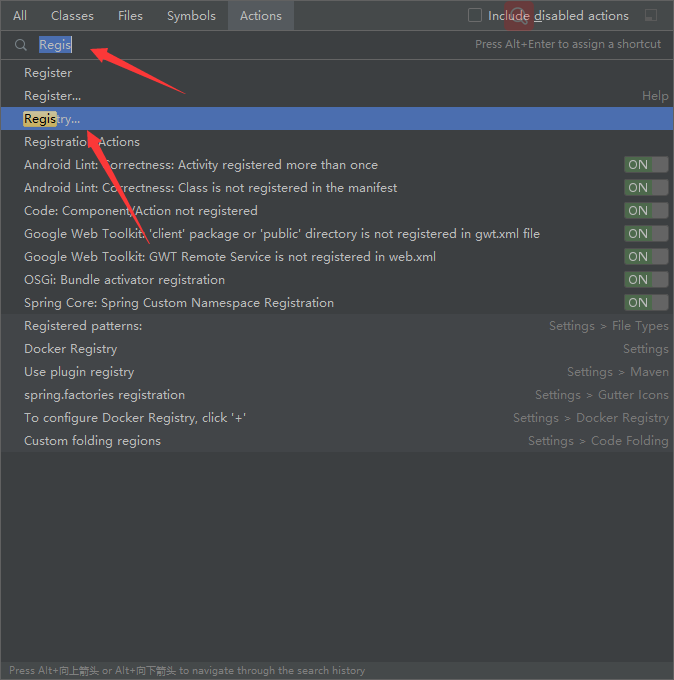 All Classes Files Symbols Actions Include disabled actions
Regis Press Alt+Enter to assign a shortcut
Register
Register... Help
Registry...
Registration Actions
Android Lint: Correctness: Activity registered more than once ON
Android Lint: Correctness: Class is not registered in the manifest ON
Code: Component/Action not registered ON
Google Web Toolkit: 'client' package or 'public' directory is not registered in gwt.xml file ON
Google Web Toolkit: GWT Remote Service is not registered in web.xml ON
OSGi: Bundle activator registration ON
Spring Core: Spring Custom Namespace Registration ON
Registered patterns: Settings > File Types
Docker Registry Settings
Use plugin registry Settings > Maven
spring.factories registration Settings > Gutter Icons
To configure Docker Registry, click '+' Settings > Docker Registry
Custom folding regions Settings > Code Folding
Press Alt+向上箭头 or Alt+向下箭头 to navigate through the search history